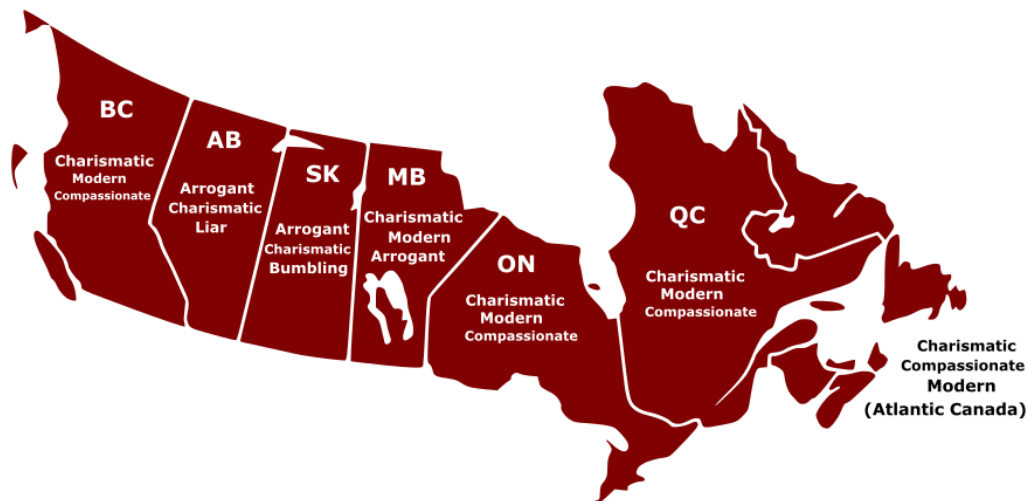 BC
Charismatic
Modern
Compassionate
AB
Arrogant
Charismatic
Liar
SK
Arrogant
Charismatic
Bumbling
MB
Charismatic
Modern
Arrogant
ON
Charismatic
Modern
Compassionate
QC
Charismatic
Modern
Compassionate
Charismatic
Compassionate
Modern
(Atlantic Canada)